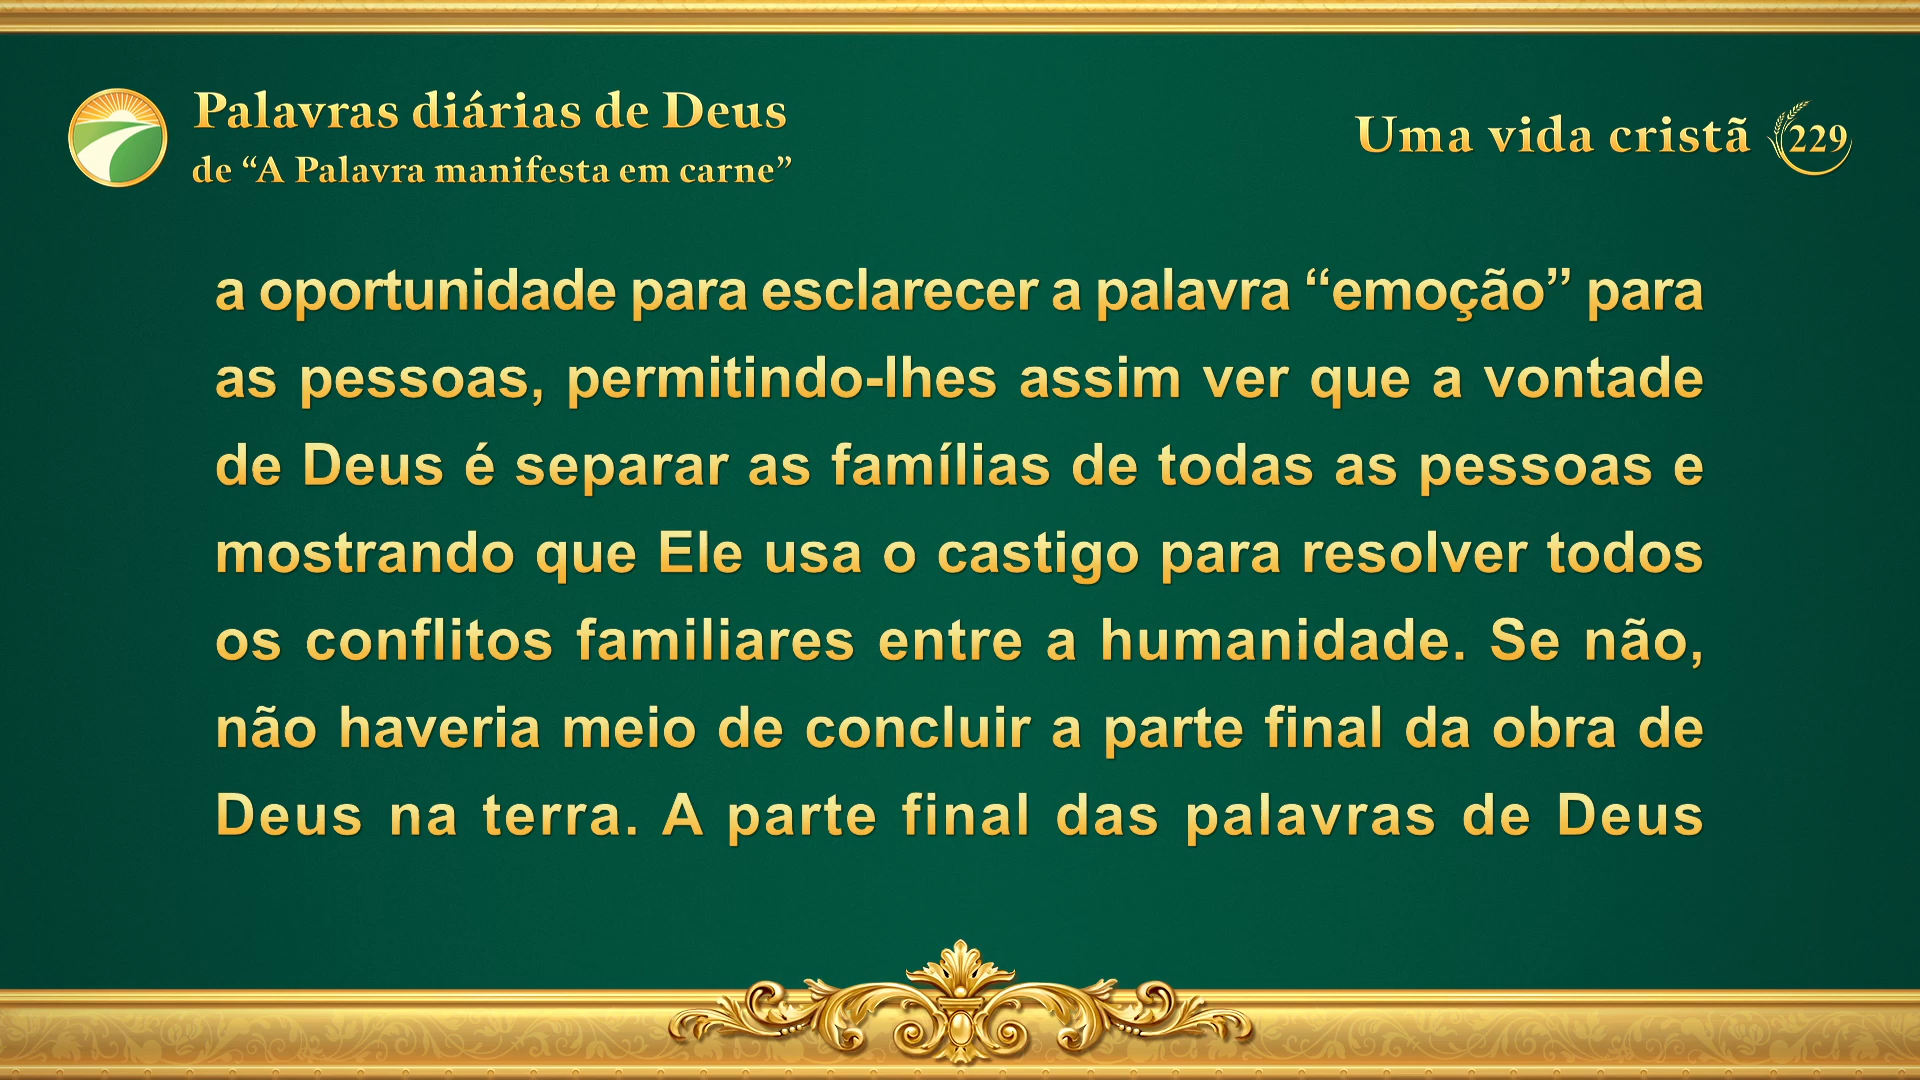 Palavras diárias de Deus
de “A Palavra manifesta em carne”
Uma vida cristã 229
a oportunidade para esclarecer a palavra “emoção” para
as pessoas, permitindo-lhes assim ver que a vontade
de Deus é separar as famílias de todas as pessoas e
mostrando que Ele usa o castigo para resolver todos
os conflitos familiares entre a humanidade. Se não,
não haveria meio de concluir a parte final da obra de
Deus na terra. A parte final das palavras de Deus